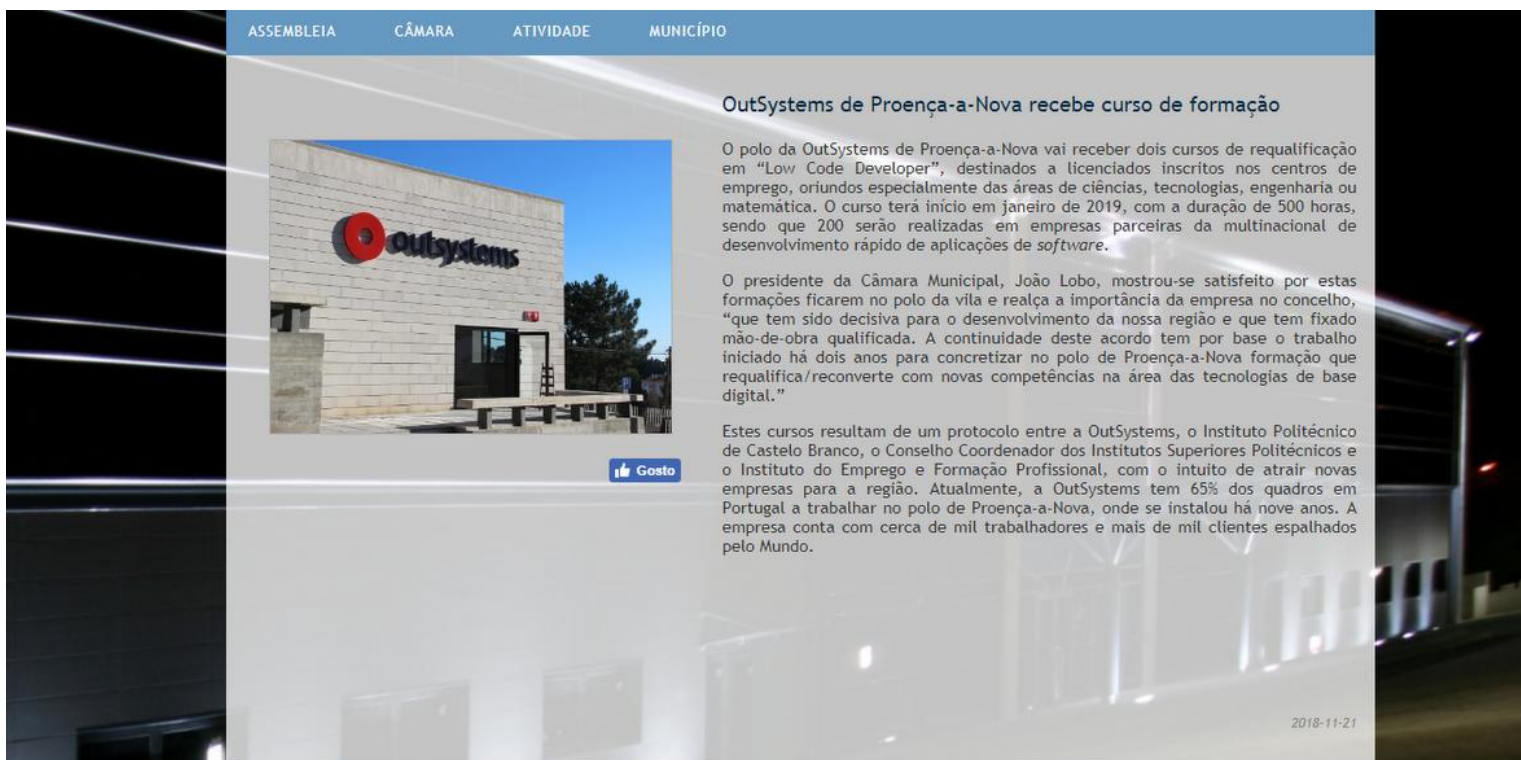 ASSEMBLEIA CÂMARA ATIVIDADE MUNICÍPIO
OutSystems de Proença-a-Nova recebe curso de formação
outsystems
O polo da OutSystems de Proença-a-Nova vai receber dois cursos de requalificação
em “Low Code Developer”, destinados a licenciados inscritos nos centros de
emprego, oriundos especialmente das áreas de ciências, tecnologias, engenharia ou
matemática. O curso terá início em janeiro de 2019, com a duração de 500 horas,
sendo que 200 serão realizadas em empresas parceiras da multinacional de
desenvolvimento rápido de aplicações de software.
O presidente da Câmara Municipal, João Lobo, mostrou-se satisfeito por estas
formações ficarem no polo da vila e realça a importância da empresa no concelho,
“que tem sido decisiva para o desenvolvimento da nossa região e que tem fixado
mão-de-obra qualificada. A continuidade deste acordo tem por base o trabalho
iniciado há dois anos para concretizar no polo de Proença-a-Nova formação que
requalifica/reconverte com novas competências na área das tecnologias de base
digital.”
Estes cursos resultam de um protocolo entre a OutSystems, o Instituto Politécnico
de Castelo Branco, o Conselho Coordenador dos Institutos Superiores Politécnicos e
o Instituto do Emprego e Formação Profissional, com o intuito de atrair novas
empresas para a região. Atualmente, a OutSystems tem 65% dos quadros em
Portugal a trabalhar no polo de Proença-a-Nova, onde se instalou há nove anos. A
empresa conta com cerca de mil trabalhadores e mais de mil clientes espalhados
pelo Mundo.
Gosto
2018-11-21